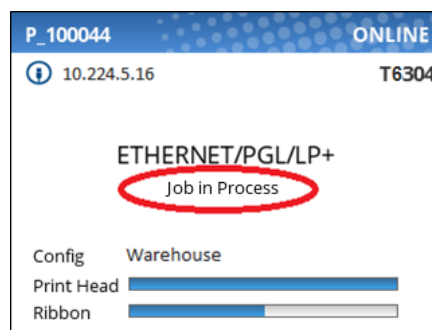 P_100044 ONLINE
10.224.5.16 T6304
ETHERNET/PGL/LP+
Job in Process
Config Warehouse
Print Head
Ribbon